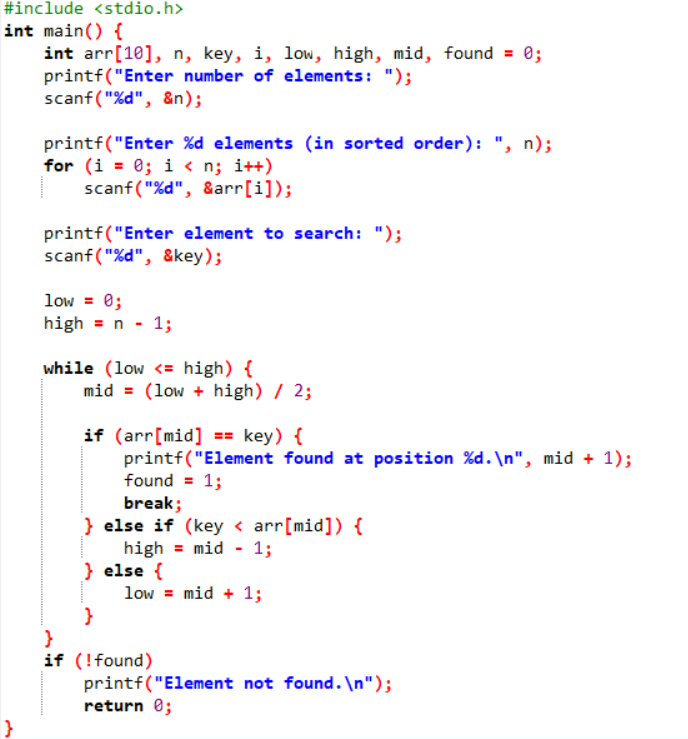 #include <stdio.h>
int main() {
    int arr[10], n, key, i, low, high, mid, found = 0;
    printf("Enter number of elements: ");
    scanf("%d", &n);

    printf("Enter %d elements (in sorted order): ", n);
    for (i = 0; i < n; i++)
        scanf("%d", &arr[i]);

    printf("Enter element to search: ");
    scanf("%d", &key);

    low = 0;
    high = n - 1;

    while (low <= high) {
        mid = (low + high) / 2;

        if (arr[mid] == key) {
            printf("Element found at position %d.\n", mid + 1);
            found = 1;
            break;
        } else if (key < arr[mid]) {
            high = mid - 1;
        } else {
            low = mid + 1;
        }
    }
    if (!found)
        printf("Element not found.\n");
        return 0;
}